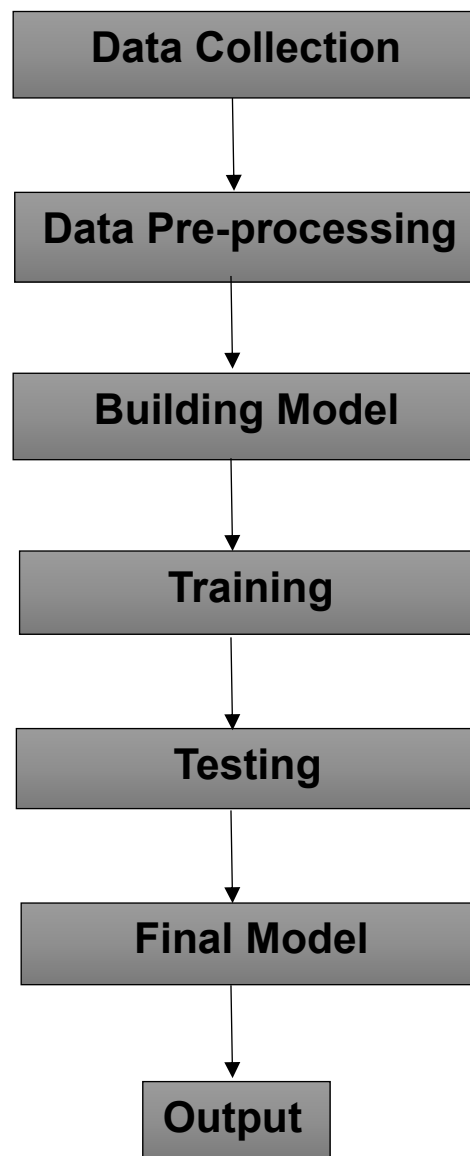 Data Collection
Data Pre-processing
Building Model
Training
Testing
Final Model
Output